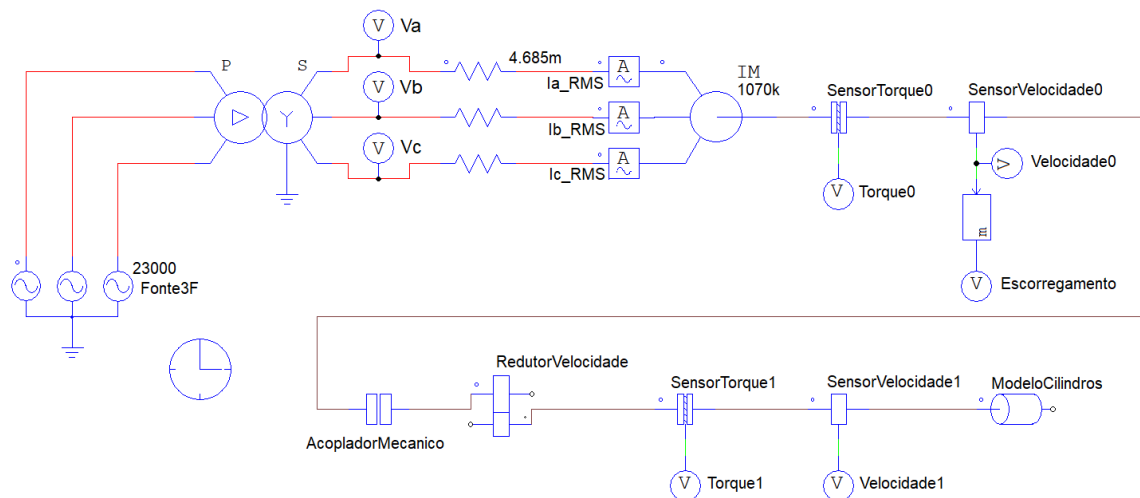 Va
P
S
4.685m
V
A
Ia_RMS
IM
1070k
SensorTorque0
SensorVelocidade0
Vb
V
A
Ib_RMS
Vc
V
A
Ic_RMS
V
Torque0
V
Velocidade0
m
V
Escorregamento
23000
Fonte3F
RedutorVelocidade
SensorTorque1
SensorVelocidade1
ModeloCilindros
AcopladorMecanico
V
Torque1
V
Velocidade1
Y